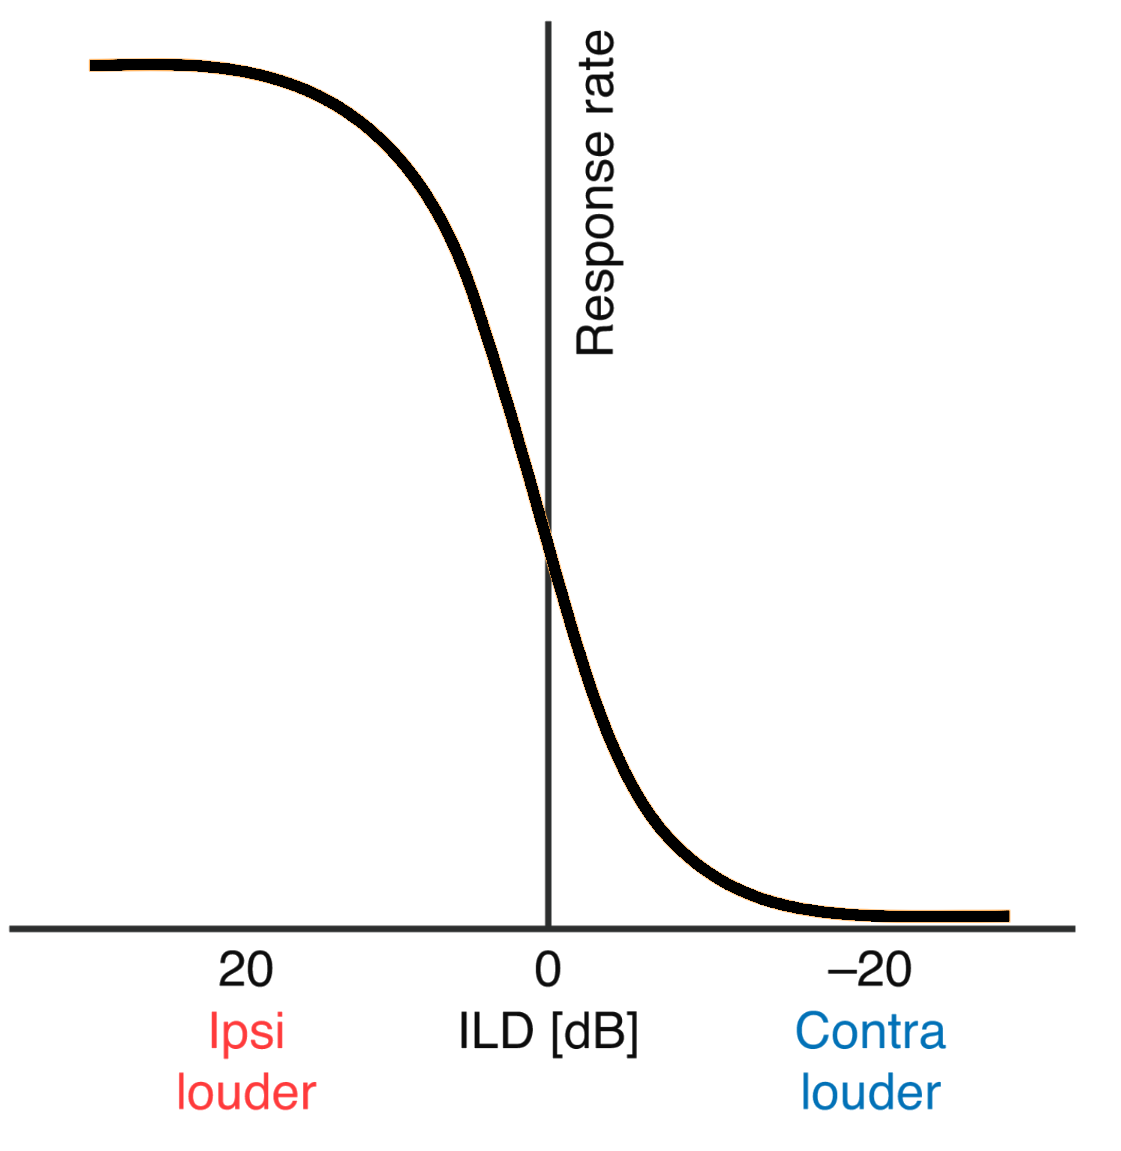 Response rate
20
0
–20
Ipsi
louder
ILD [dB]
Contra
louder